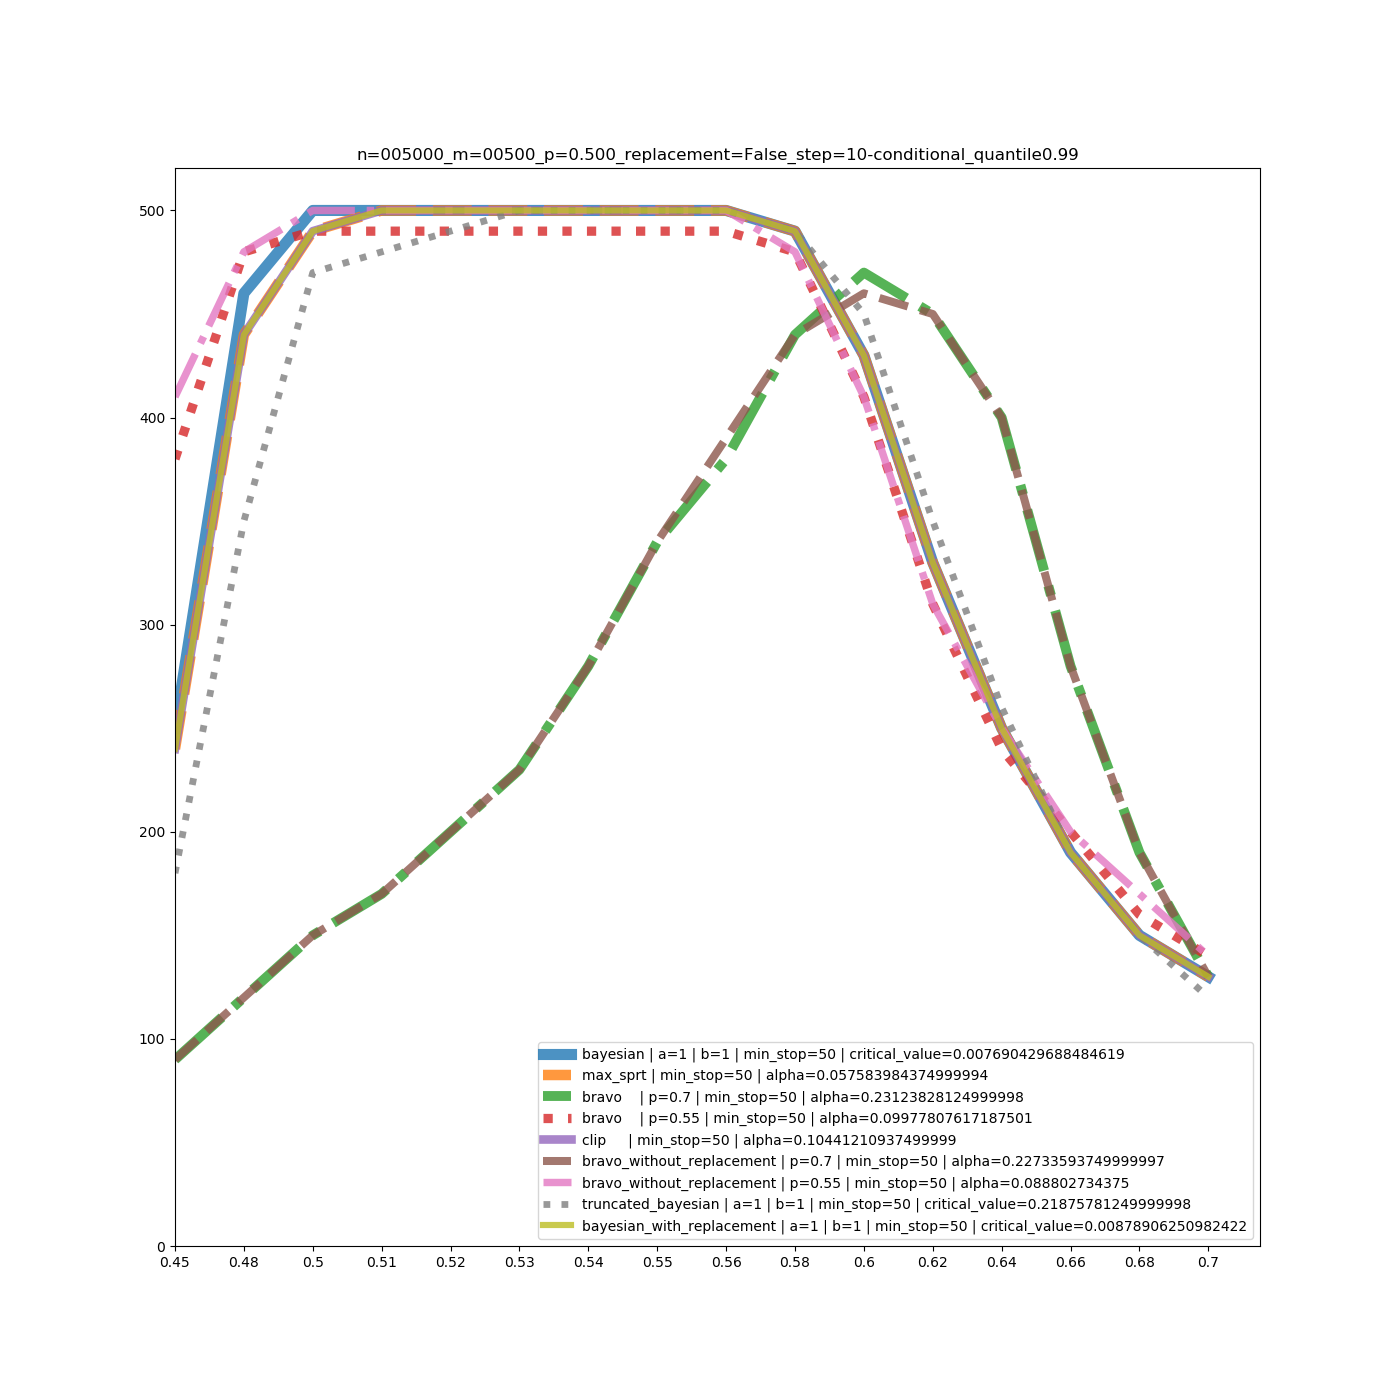 n=005000_m=00500_p=0.500_replacement=False_step=10-conditional_quantile0.99
500
400
300
200
100
0
0.45 0.48 0.5 0.51 0.52 0.53 0.54 0.55 0.56 0.58 0.6 0.62 0.64 0.66 0.68 0.7
bayesian | a=1 | b=1 | min_stop=50 | critical_value=0.007690429688484619
max_sprt | min_stop=50 | alpha=0.057583984374999994
bravo | p=0.7 | min_stop=50 | alpha=0.23123828124999998
bravo | p=0.55 | min_stop=50 | alpha=0.09977807617187501
clip | min_stop=50 | alpha=0.10441210937499999
bravo_without_replacement | p=0.7 | min_stop=50 | alpha=0.22733593749999997
bravo_without_replacement | p=0.55 | min_stop=50 | alpha=0.088802734375
truncated_bayesian | a=1 | b=1 | min_stop=50 | critical_value=0.21875781249999998
bayesian_with_replacement | a=1 | b=1 | min_stop=50 | critical_value=0.00878906250982422